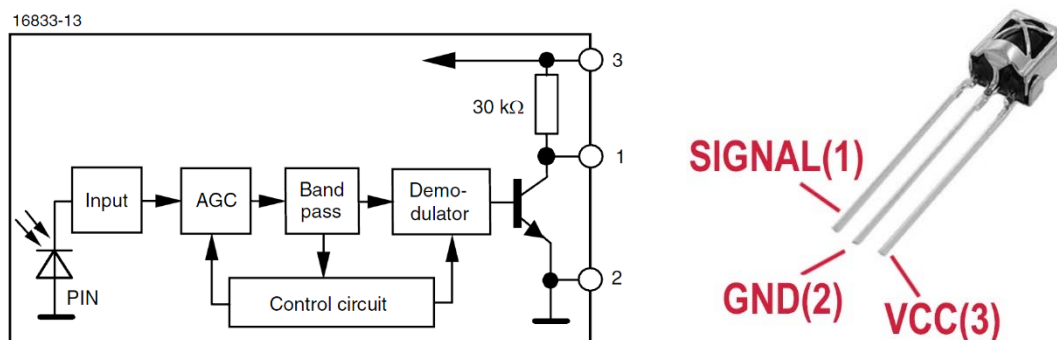 16833-13
3
30 kΩ
1
Input
AGC
Band
pass
Demo-
dulator
2
PIN
Control circuit
SIGNAL(1)
GND(2)
VCC(3)